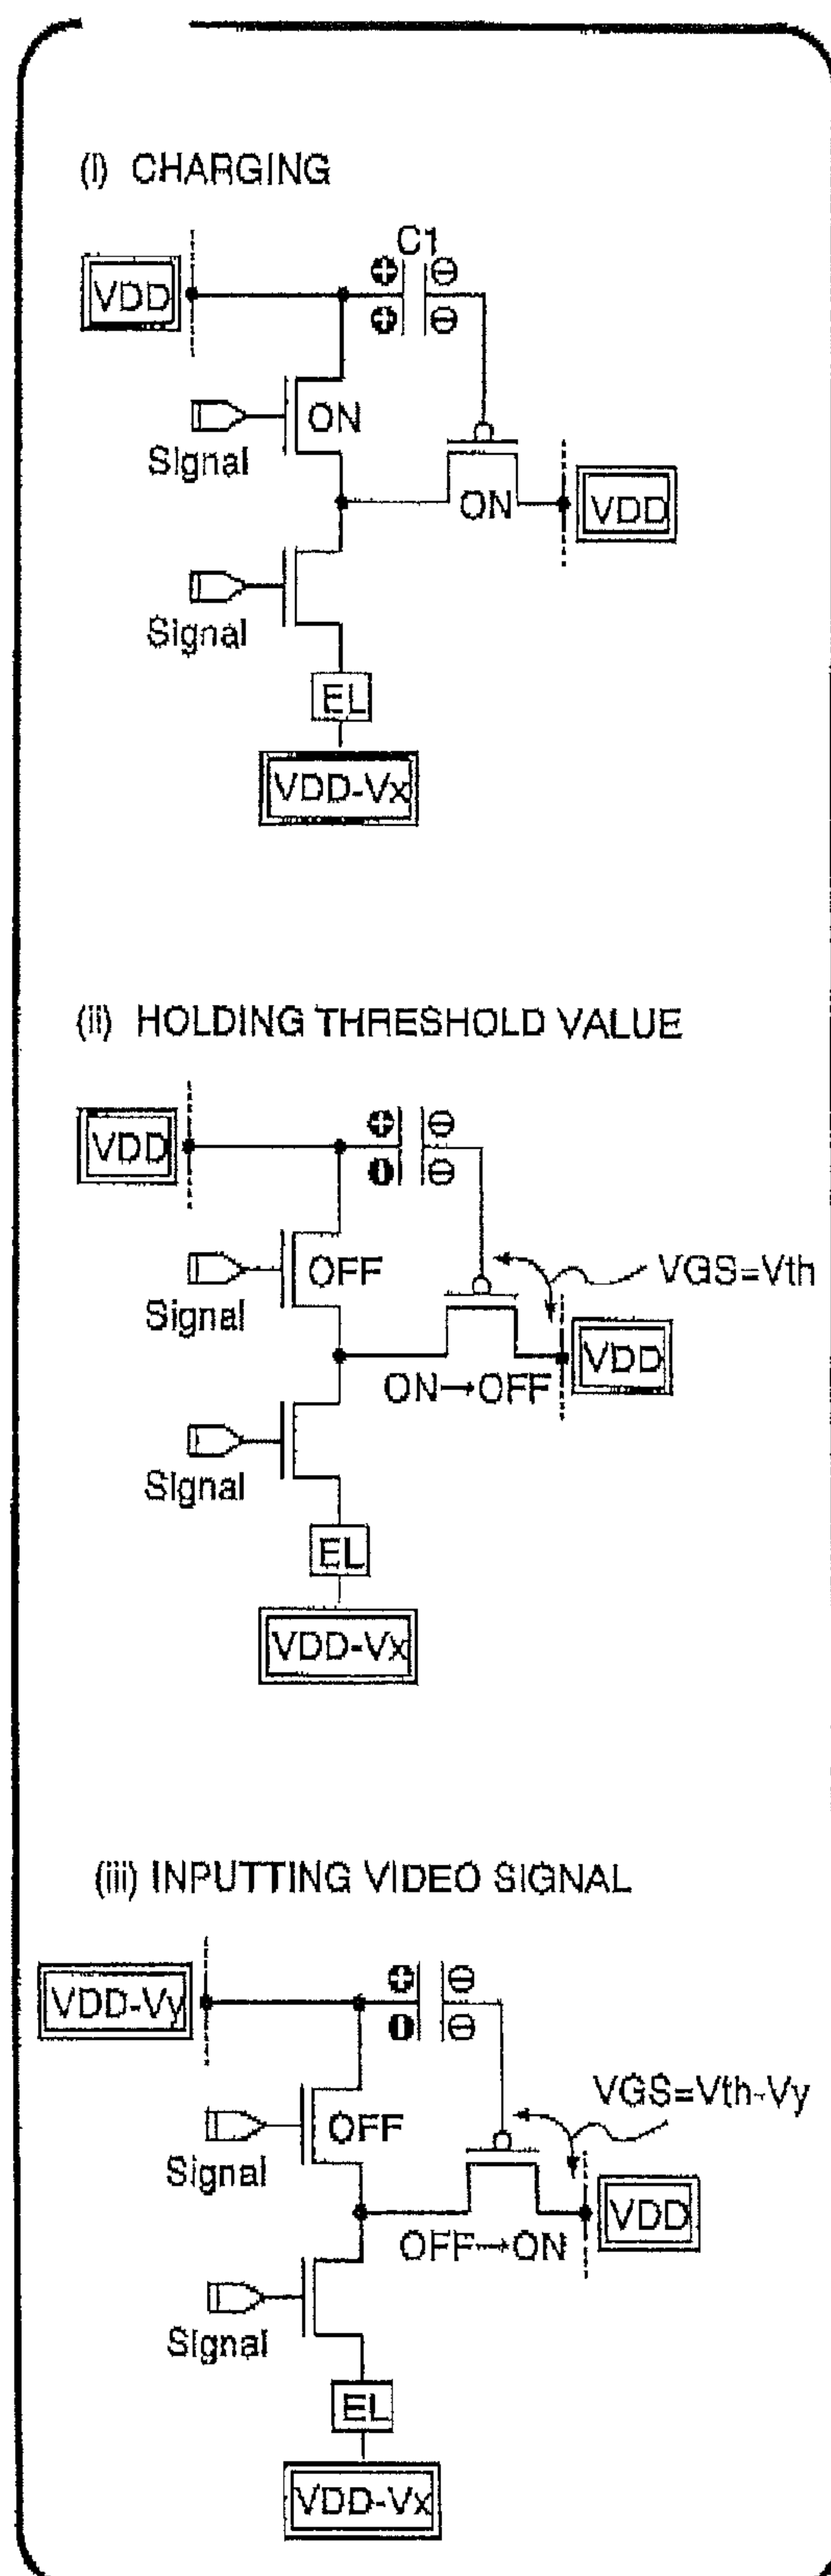 (i) CHARGING
C1
⊕ ⊖
VDD
⊕ ⊖
ON
Signal
ON
VDD
Signal
EL
VDD-Vx
(ii) HOLDING THRESHOLD VALUE
⊕ ⊖
VDD
⊖
OFF
VGS=Vth
Signal
VDD
ON→OFF
Signal
EL
VDD-Vx
(iii) INPUTTING VIDEO SIGNAL
⊕ ⊖
VDD-Vy
⊖
VGS=Vth-Vy
OFF
Signal
VDD
OFF→ON
Signal
EL
VDD-Vx